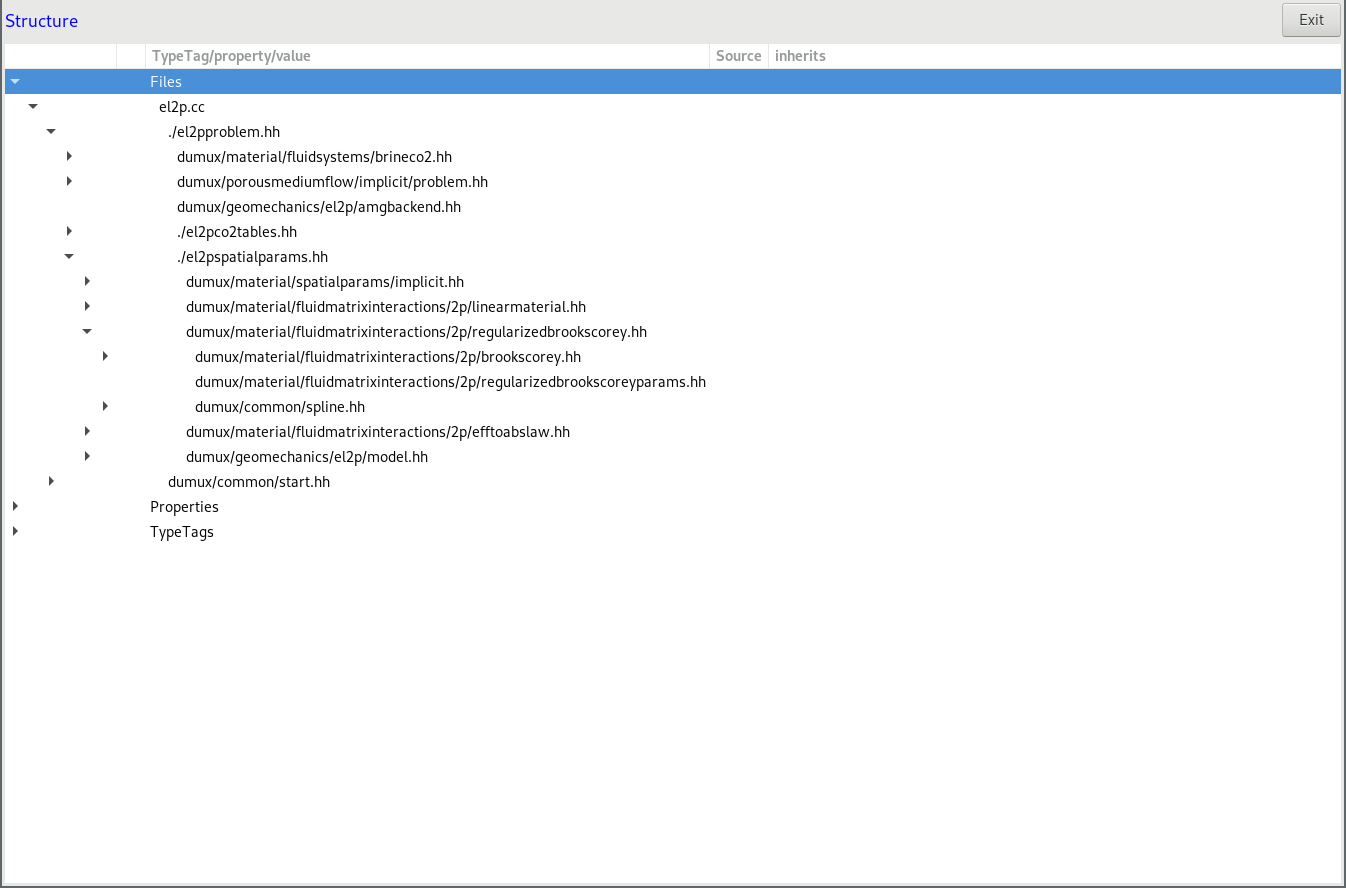 Structure
Exit
TypeTag/property/value Source inherits
Files
el2p.cc
./el2pproblem.hh
dumux/material/fluidsystems/brineco2.hh
dumux/porousmediumflow/implicit/problem.hh
dumux/geomechanics/el2p/amgbackend.hh
./el2pco2tables.hh
./el2pspatialparams.hh
dumux/material/spatialparams/implicit.hh
dumux/material/fluidmatrixinteractions/2p/linearmaterial.hh
dumux/material/fluidmatrixinteractions/2p/regularizedbrookscorey.hh
dumux/material/fluidmatrixinteractions/2p/brookscorey.hh
dumux/material/fluidmatrixinteractions/2p/regularizedbrookscoreyparams.hh
dumux/common/spline.hh
dumux/material/fluidmatrixinteractions/2p/efftoabslaw.hh
dumux/geomechanics/el2p/model.hh
dumux/common/start.hh
Properties
TypeTags